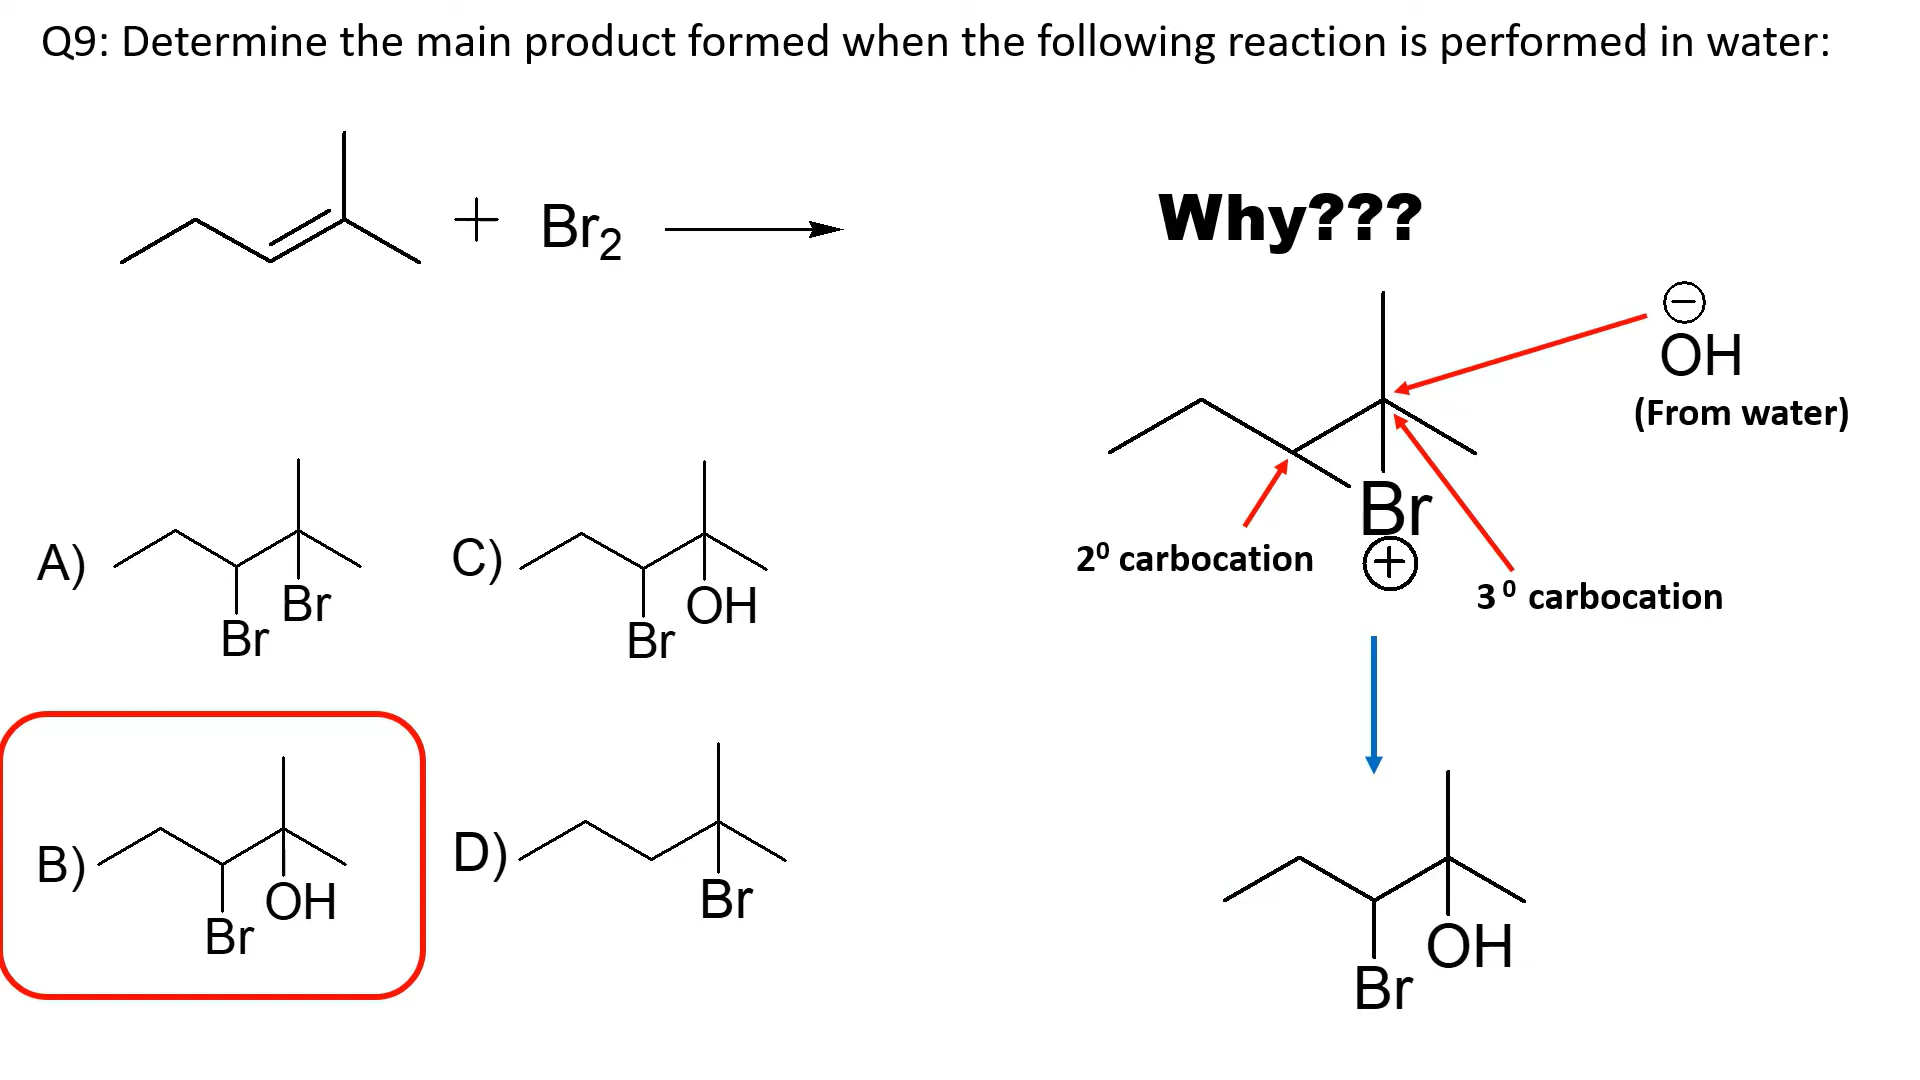 Q9: Determine the main product formed when the following reaction is performed in water:
+ Br₂
Why???
⊖
OH
(From water)
Br
⊕
2⁰ carbocation
3⁰ carbocation
A)
Br
Br
C)
OH
Br
B)
OH
Br
D)
Br
OH
Br